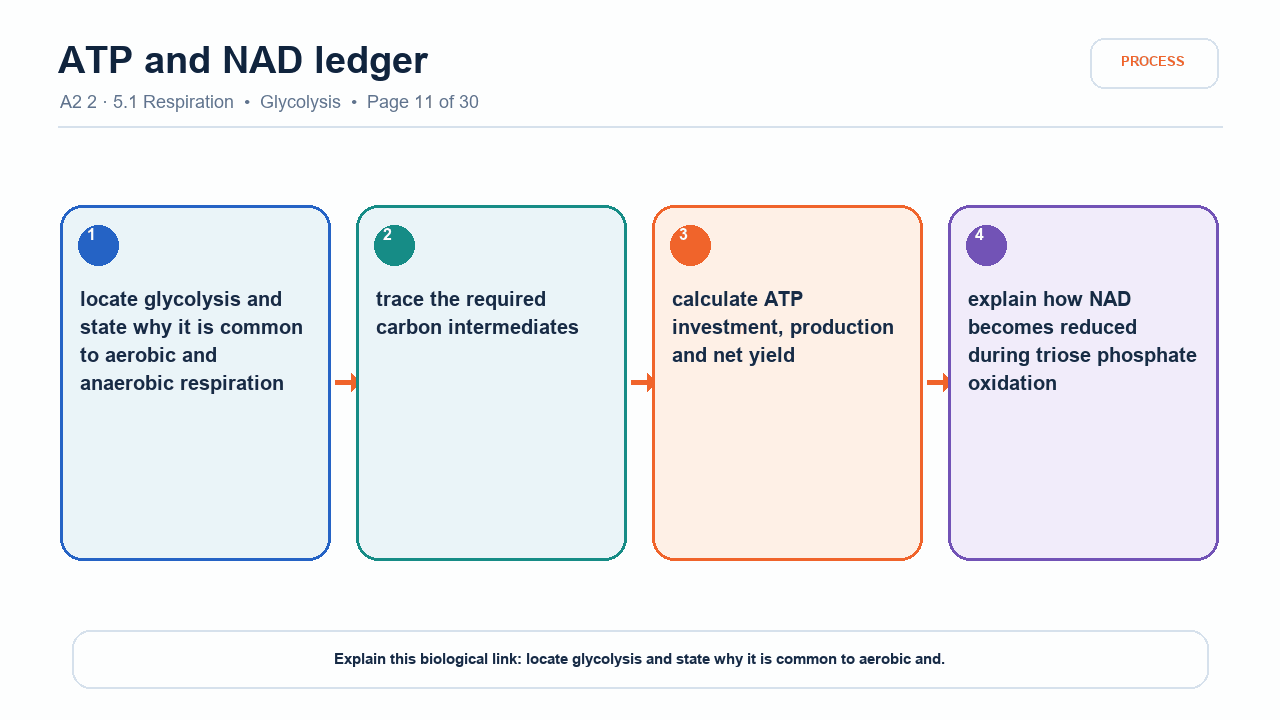 ATP and NAD ledger
PROCESS
A2 2 · 5.1 Respiration • Glycolysis • Page 11 of 30
1
locate glycolysis and
state why it is common
to aerobic and
anaerobic respiration
2
trace the required
carbon intermediates
3
calculate ATP
investment, production
and net yield
4
explain how NAD
becomes reduced
during triose phosphate
oxidation
Explain this biological link: locate glycolysis and state why it is common to aerobic and.